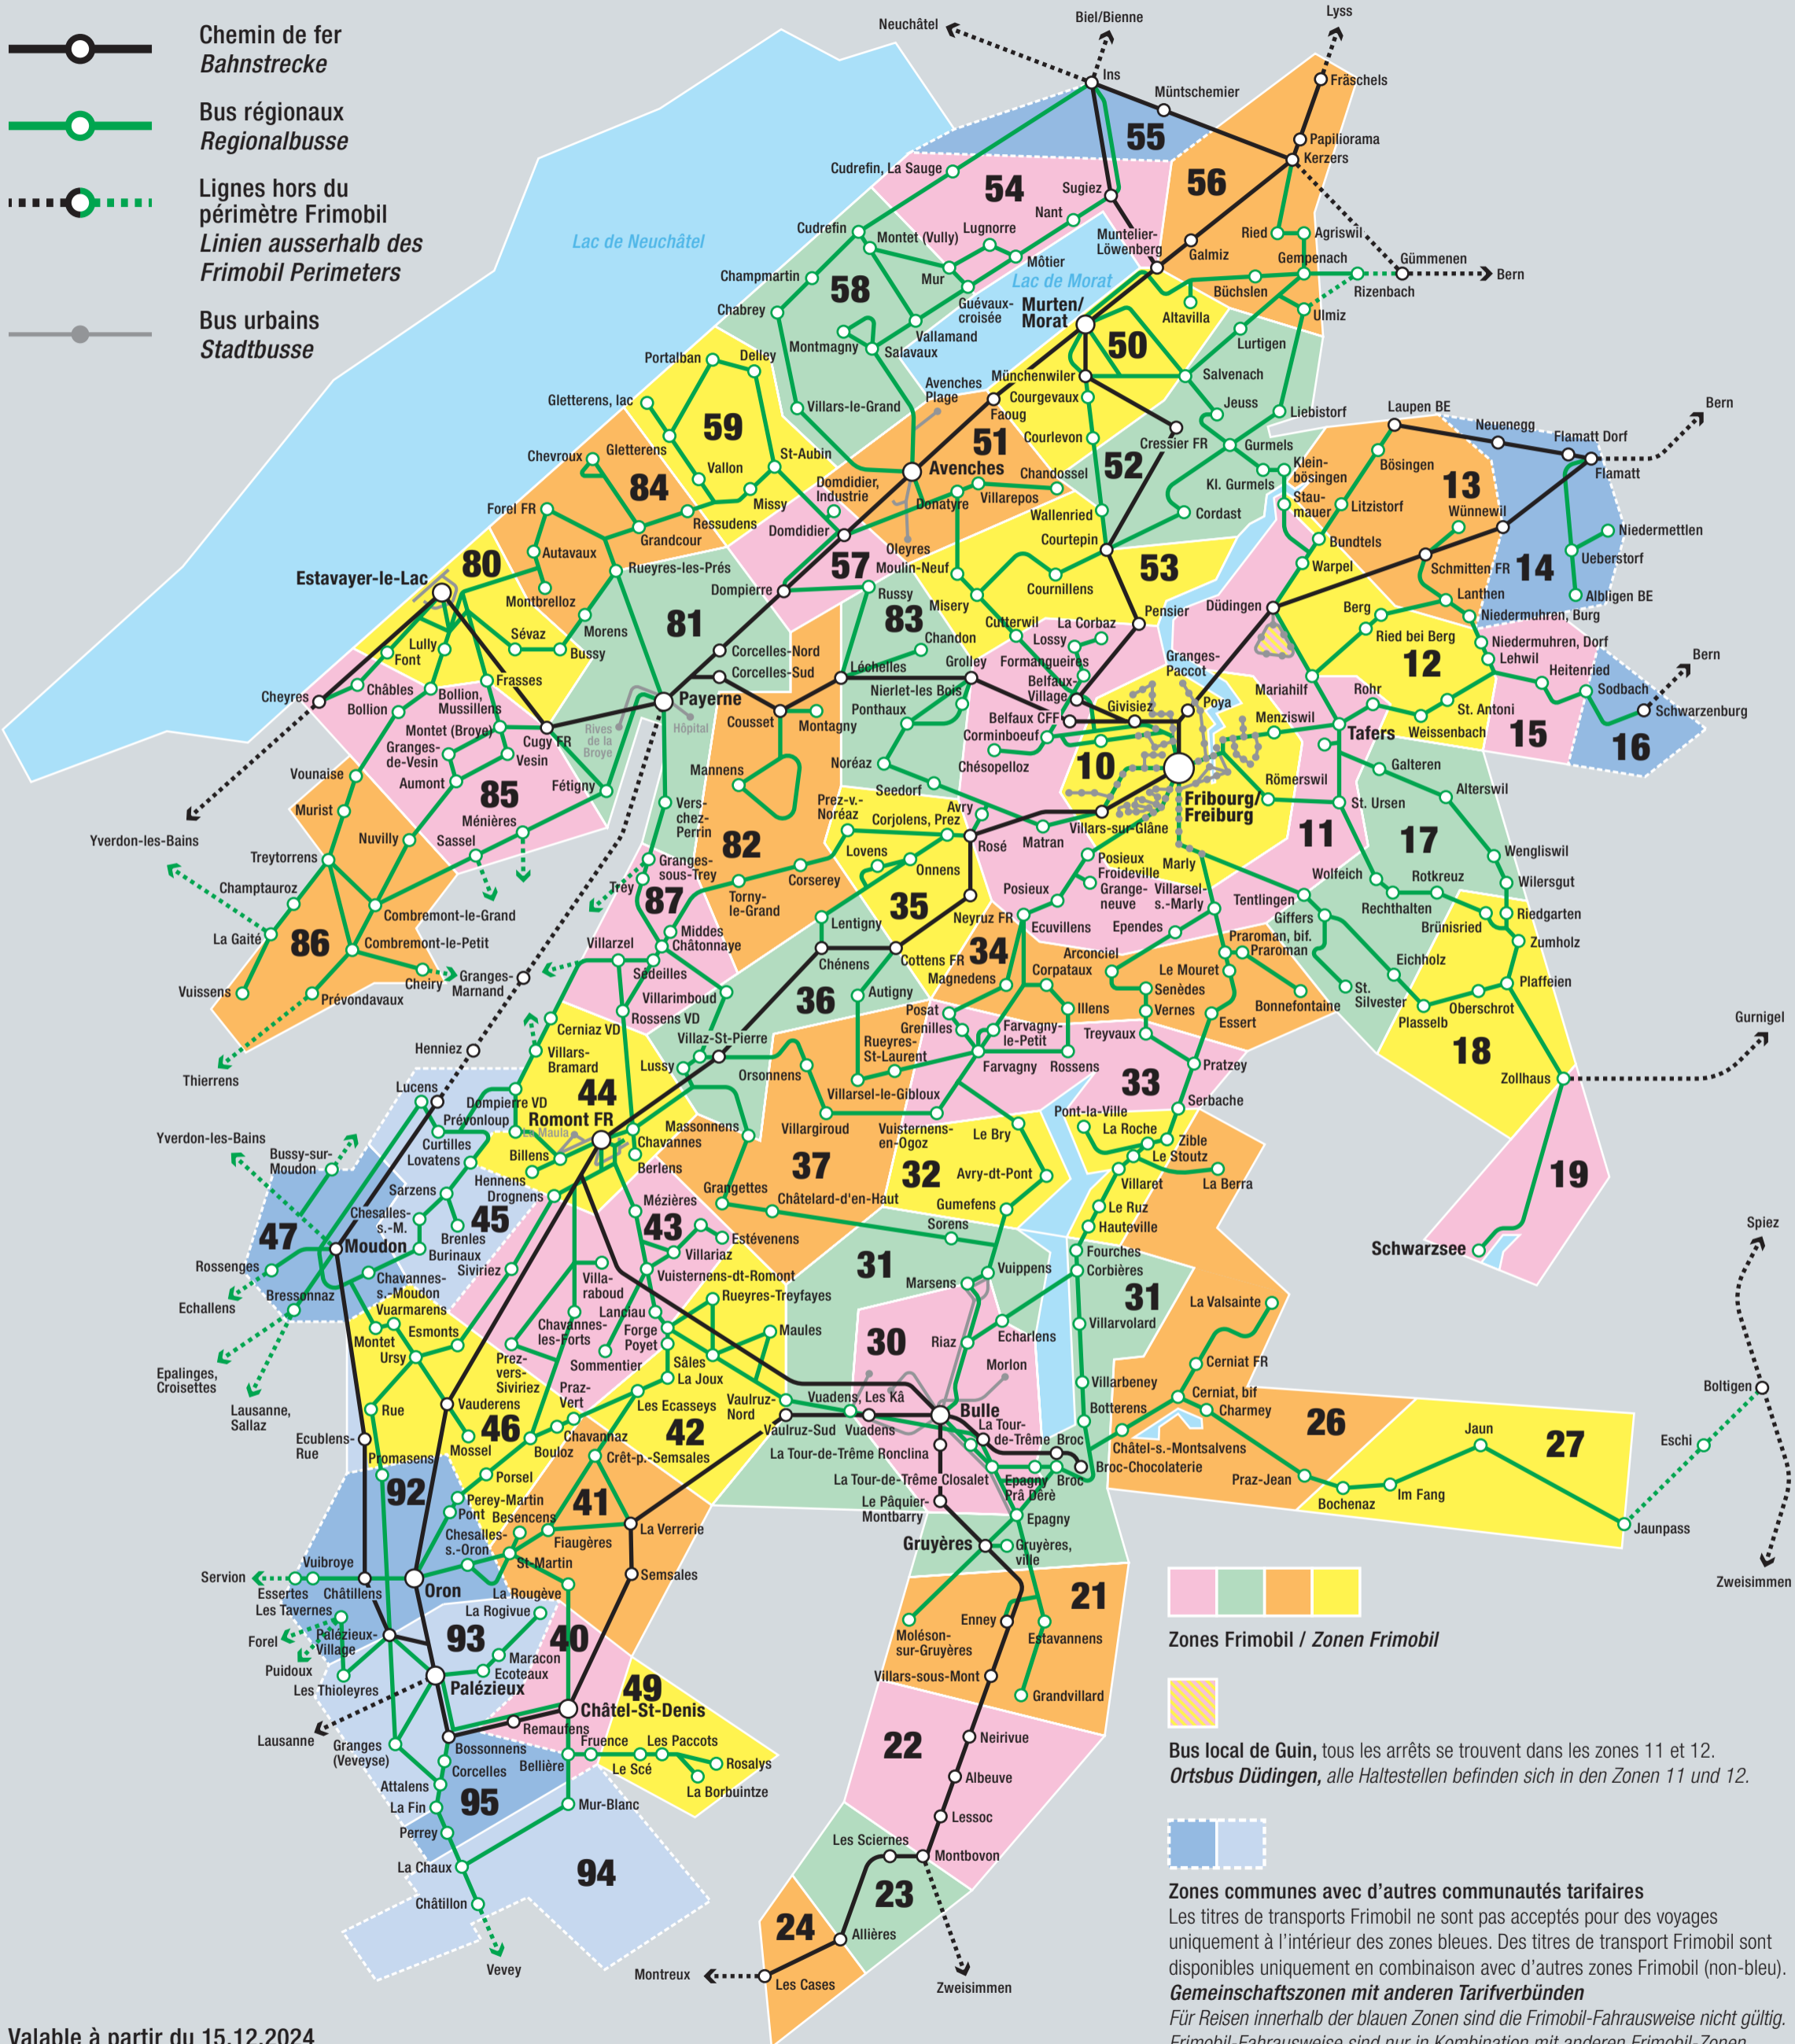 Chemin de fer
Bahnstrecke
Bus régionaux
Regionalbusse
Lignes hors du
périmètre Frimobil
Linien ausserhalb des
Frimobil Perimeters
Bus urbains
Stadtbusse
Neuchâtel
Biel/Bienne
Lyss
Ins
Müntschemier
Fräschels
Papiliorama
Kerzers
55
56
54
Cudrefin, La Sauge
Sugiez
Nant
Lugnorre
Cudrefin
Montet (Vully)
Môtier
Muntelier-
Löwenberg
Galmiz
Ried
Agriswil
Gempenach
Gümmenen
Bern
Rizenbach
Büchslen
Ulmiz
Altavilla
Lurtigen
Lac de Neuchâtel
Lac de Morat
Champmartin
58
Mur
Guévaux-
croisée
Chabrey
Vallamand
Montmagny
Salavaux
Murten/
Morat
50
Portalban
Delley
Münchenwiler
Salvenach
Avenches
Plage
Faoug
Courgevaux
Jeuss
Liebistorf
Gletterens, lac
59
Villars-le-Grand
51
Courlevon
Cressier FR
Gurmels
Laupen BE
Neuenegg
Flamatt Dorf
Flamatt
Bern
Bösingen
Chevroux
Gletterens
Vallon
St-Aubin
Avenches
Chandossel
52
Klein-
bösingen
Kl. Gurmels
13
84
Missy
Domdidier,
Industrie
Donatyre
Villarepos
Stau-
mauer
Litzistorf
Wünnewil
Forel FR
Ressudens
Domdidier
Wallenried
Cordast
Niedermettlen
Grandcour
Oleyres
Courtepin
Bundtels
Autavaux
Ueberstorf
80
Estavayer-le-Lac
Rueyres-les-Prés
57
Moulin-Neuf
53
Warpel
Schmitten FR
14
Montbrelloz
Dompierre
Russy
Cournillens
Lanthen
Albligen BE
Misery
Pensier
Düdingen
Berg
Niedermuhren, Burg
81
83
Cutterwil
La Corbaz
Lully
Font
Sévaz
Morens
Bussy
Corcelles-Nord
Chandon
Lossy
Ried bei Berg
Niedermuhren, Dorf
Lehwil
Formangueires
Granges-
Paccot
12
Heitenried
Bern
Corcelles-Sud
Léchelles
Grolley
Belfaux-
Village
Mariahilf
Rohr
Sodbach
Cheyres
Châbles
Bollion
Bollion,
Mussillens
Frasses
Payerne
Nierlet-les Bois
Givisiez
Poya
St. Antoni
Schwarzenburg
Ponthaux
Belfaux CFF
Menziswil
Tafers
Weissenbach
15
16
Montet (Broye)
Cugy FR
Rives
de la
Broye
Hôpital
Cousset
Montagny
Corminboeuf
Granges-
de-Vesin
Vesin
Noréaz
Chésopelloz
10
Römerswil
Galteren
Vounaise
Aumont
85
Fétigny
Mannens
Seedorf
Fribourg/
Freiburg
St. Ursen
Alterswil
Murist
Ménières
Vers-
chez-
Perrin
Prez-v.-
Noréaz
Corjolens, Prez
Avry
Villars-sur-Glâne
11
17
Yverdon-les-Bains
Nuvilly
Sassel
82
Rosé
Matran
Marly
Treytorrens
Granges-
sous-Trey
Trey
Lovens
Onnens
Posieux
Froideville
Wengliswil
Champtauroz
Corserey
35
Grange-
neuve
Wolfeich
Rotkreuz
Wilersgut
87
Torny-
le-Grand
Posieux
Villarsel-
s.-Marly
Tentlingen
Rechthalten
Combremont-le-Grand
Lentigny
Neyruz FR
Ecuvillens
Giffers
Brünisried
Riedgarten
La Gaité
86
Combremont-le-Petit
Middes
Châtonnaye
Ependes
Zumholz
Villarzel
34
Arconciel
Praroman, bif.
Praroman
Eichholz
Sédeilles
Chénens
Cottens FR
Magnedens
Corpataux
Le Mouret
Vuissens
Prévondavaux
Cheiry
Granges-
Marnand
Villarimboud
36
Autigny
Senèdes
Bonnefontaine
St.
Silvester
Oberschrot
Plaffeien
Rossens VD
Posat
Illens
Vernes
Plasselb
Cerniaz VD
Grenilles
Farvagny-
le-Petit
Treyvaux
Essert
18
Gurnigel
Henniez
Villars-
Bramard
Villaz-St-Pierre
Rueyres-
St-Laurent
Farvagny
Rossens
Pratzey
Zollhaus
Thierrens
Lucens
44
Lussy
Orsonnens
Villarsel-le-Gibloux
33
Serbache
Dompierre VD
Prévonloup
Romont FR
La Maula
Massonnens
Villargiroud
Vuisternens-
en-Ogoz
Pont-la-Ville
La Roche
Zible
Yverdon-les-Bains
Curtilles
Lovatens
Chavannes
Le Bry
Le Stoutz
Bussy-sur-
Moudon
Billens
Berlens
37
32
Avry-dt-Pont
Villaret
La Berra
19
Sarzens
Hennens
Drognens
Grangettes
Châtelard-d'en-Haut
Gumefens
Le Ruz
Mézières
Chesalles-
s.-M.
45
43
Sorens
Hauteville
Spiez
47
Moudon
Brenles
Burinaux
Estévenens
Fourches
Schwarzsee
Rossenges
Siviriez
Villariaz
31
Vuippens
Corbières
Chavannes-
s.-Moudon
Villa-
raboud
Vuisternens-dt-Romont
Marsens
31
Echallens
Bressonnaz
Vuarmarens
Rueyres-Treyfayes
La Valsainte
Esmonts
Lanciau
Montet
Chavannes-
les-Forts
Forge
Poyet
Maules
30
Riaz
Echarlens
Villarvolard
Ursy
Prez-
vers-
Siviriez
Sommentier
Sâles
Morlon
Cerniat FR
Epalinges,
Croisettes
Praz-
Vert
La Joux
Villarbeney
Boltigen
Lausanne,
Sallaz
Rue
Vauderens
Les Ecasseys
Vaulruz-
Nord
Vuadens, Les Kâ
Bulle
Cerniat, bif
Charmey
26
Jaun
27
Eschi
46
Chavannaz
42
Vaulruz-Sud
Vuadens
La Tour-
de-Trême
Botterens
Ecublens-
Rue
Mossel
Bouloz
Crêt-p.-Semsales
La Tour-de-Trême Ronclina
Broc
Châtel-s.-Montsalvens
Promasens
Porsel
La Tour-de-Trême Closalet
Epagny
Prâ Dèrè
Broc
Broc-Chocolaterie
Praz-Jean
Im Fang
92
Perey-Martin
Pont
Besencens
41
Le Pâquier-
Montbarry
Bochenaz
Chesalles-
s.-Oron
La Verrerie
Epagny
Jaunpass
Fiaugères
Gruyères
Gruyères,
ville
Vuibroye
St-Martin
Servion
Essertes
Châtillens
Oron
Semsales
Zweisimmen
La Rougève
21
Les Tavernes
La Rogivue
Forel
Palézieux-
Village
93
40
Enney
Estavannens
Zones Frimobil / Zonen Frimobil
Moléson-
sur-Gruyères
Maracon
Puidoux
Ecoteaux
Les Thioleyres
Palézieux
49
Villars-sous-Mont
Grandvillard
Châtel-St-Denis
Lausanne
Remaufens
Granges
(Veveyse)
Bossonnens
Fruence
Les Paccots
22
Neirivue
Bus local de Guin, tous les arrêts se trouvent dans les zones 11 et 12.
Ortsbus Düdingen, alle Haltestellen befinden sich in den Zonen 11 und 12.
Corcelles
Bellière
Le Scé
Rosalys
Attalens
La Borbuintze
Albeuve
La Fin
95
Mur-Blanc
Lessoc
Perrey
Les Sciernes
La Chaux
94
Montbovon
23
Châtillon
24
Allières
Vevey
Montreux
Les Cases
Zweisimmen
Zones communes avec d’autres communautés tarifaires
Les titres de transports Frimobil ne sont pas acceptés pour des voyages
uniquement à l’intérieur des zones bleues. Des titres de transport Frimobil sont
disponibles uniquement en combinaison avec d’autres zones Frimobil (non-bleu).
Gemeinschaftszonen mit anderen Tarifverbünden
Für Reisen innerhalb der blauen Zonen sind die Frimobil-Fahrausweise nicht gültig.
Frimobil-Fahrausweise sind nur in Kombination mit anderen Frimobil-Zonen
Valable à partir du 15.12.2024